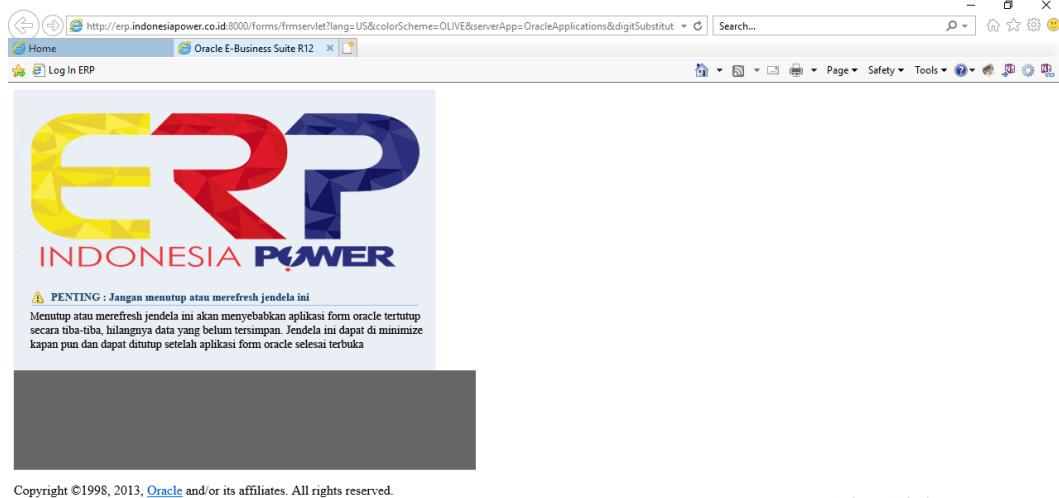 http://erp.indonesiapower.co.id:8000/forms/frmservlet?lang=US&colorScheme=OLIVE&serverApp=OracleApplications&digitSubstitut
Search...
Home
Oracle E-Business Suite R12
Log In ERP
Page
Safety
Tools
ERP
INDONESIA POWER
PENTING : Jangan menutup atau merefresh jendela ini
Menutup atau merefresh jendela ini akan menyebabkan aplikasi form oracle tertutup
secara tiba-tiba, hilangnya data yang belum tersimpan. Jendela ini dapat di minimize
kapan pun dan dapat ditutup setelah aplikasi form oracle selesai terbuka
Copyright ©1998, 2013, Oracle and/or its affiliates. All rights reserved.